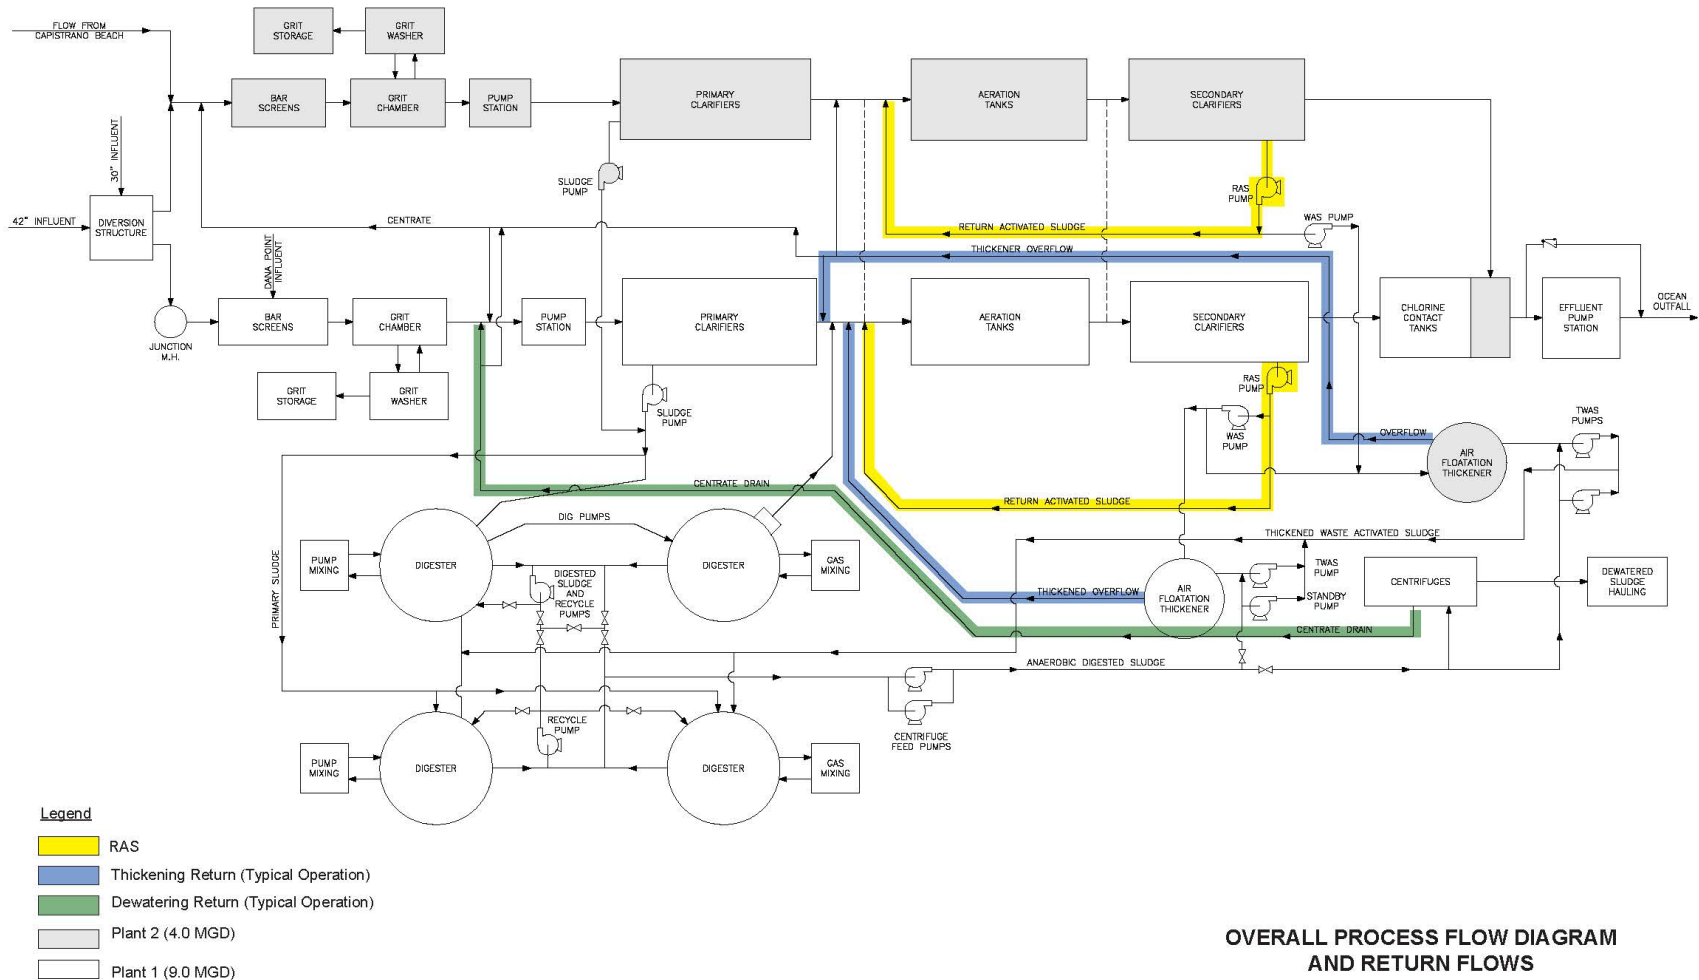 FLOW FROM
CAPISTRANO BEACH
GRIT
STORAGE
GRIT
WASHER
BAR
SCREENS
GRIT
CHAMBER
PUMP
STATION
PRIMARY
CLARIFIERS
AERATION
TANKS
SECONDARY
CLARIFIERS
30" INFLUENT
42" INFLUENT
DIVERSION
STRUCTURE
SLUDGE
PUMP
RAS
PUMP
CENTRATE
RETURN ACTIVATED SLUDGE
WAS PUMP
THICKENER OVERFLOW
DANA POINT
INFLUENT
JUNCTION
M.H.
BAR
SCREENS
GRIT
CHAMBER
PUMP
STATION
PRIMARY
CLARIFIERS
AERATION
TANKS
SECONDARY
CLARIFIERS
CHLORINE
CONTACT
TANKS
EFFLUENT
PUMP
STATION
OCEAN
OUTFALL
GRIT
STORAGE
GRIT
WASHER
SLUDGE
PUMP
RAS
PUMP
WAS
PUMP
OVERFLOW
TWAS
PUMPS
AIR
FLOATATION
THICKENER
CENTRATE DRAIN
RETURN ACTIVATED SLUDGE
DIG PUMPS
THICKENED WASTE ACTIVATED SLUDGE
PRIMARY SLUDGE
PUMP
MIXING
DIGESTER
DIGESTED
SLUDGE
AND
RECYCLE
PUMPS
DIGESTER
GAS
MIXING
THICKENED OVERFLOW
AIR
FLOATATION
THICKENER
TWAS
PUMP
STANDBY
PUMP
CENTRIFUGES
DEWATERED
SLUDGE
HAULING
CENTRATE DRAIN
ANAEROBIC DIGESTED SLUDGE
PUMP
MIXING
DIGESTER
RECYCLE
PUMP
DIGESTER
GAS
MIXING
CENTRIFUGE
FEED PUMPS
Legend
RAS
Thickening Return (Typical Operation)
Dewatering Return (Typical Operation)
Plant 2 (4.0 MGD)
Plant 1 (9.0 MGD)
OVERALL PROCESS FLOW DIAGRAM
AND RETURN FLOWS